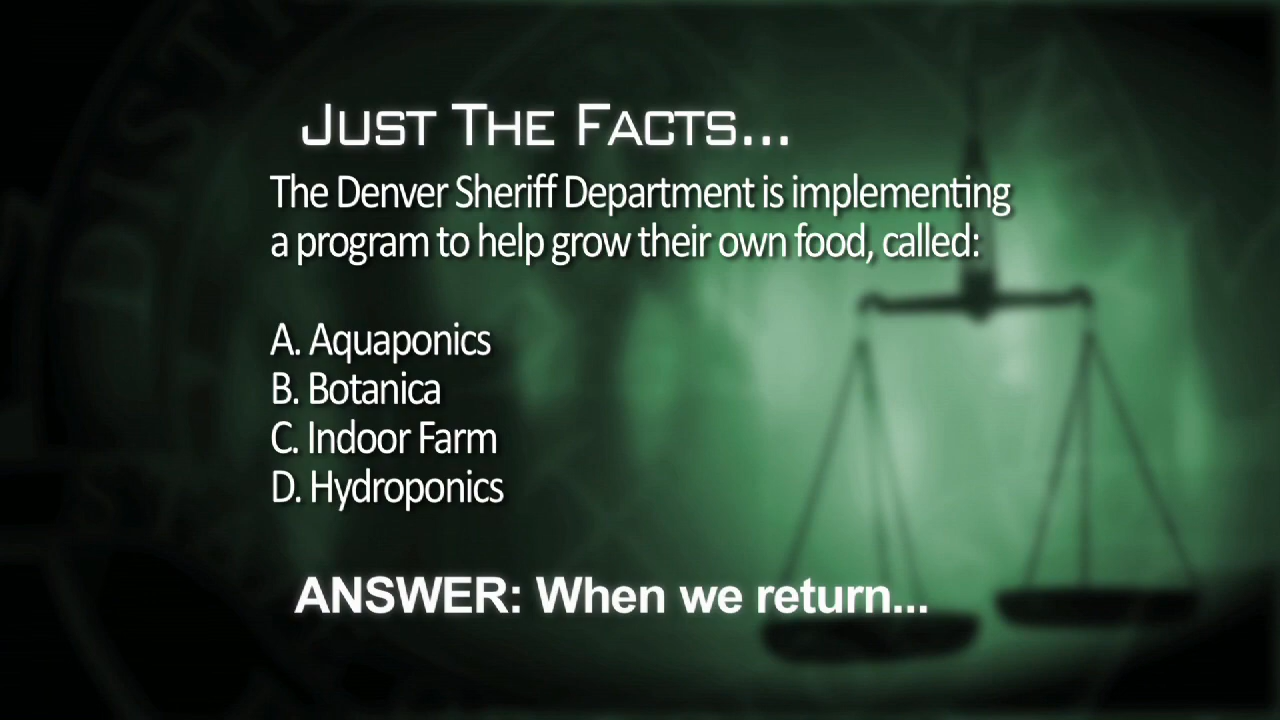 Just The Facts...
The Denver Sheriff Department is implementing
a program to help grow their own food, called:
A. Aquaponics
B. Botanica
C. Indoor Farm
D. Hydroponics
ANSWER: When we return...